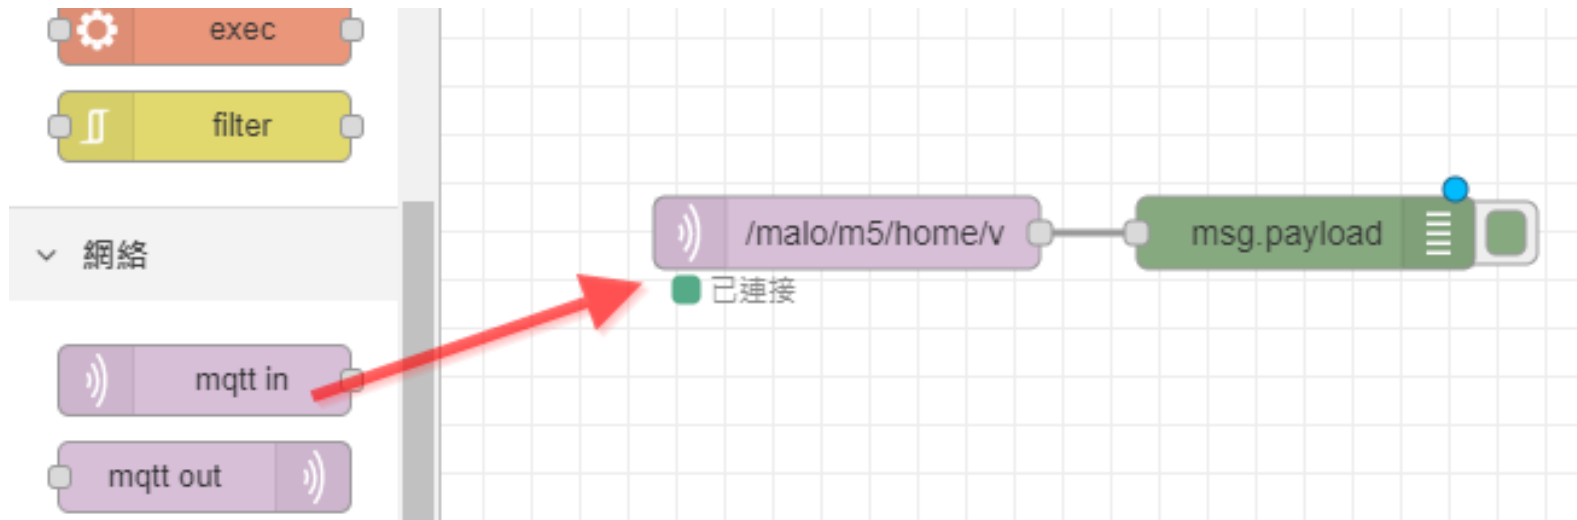 exec
filter
網絡
mqtt in
mqtt out
/malo/m5/home/v
已連接
msg.payload